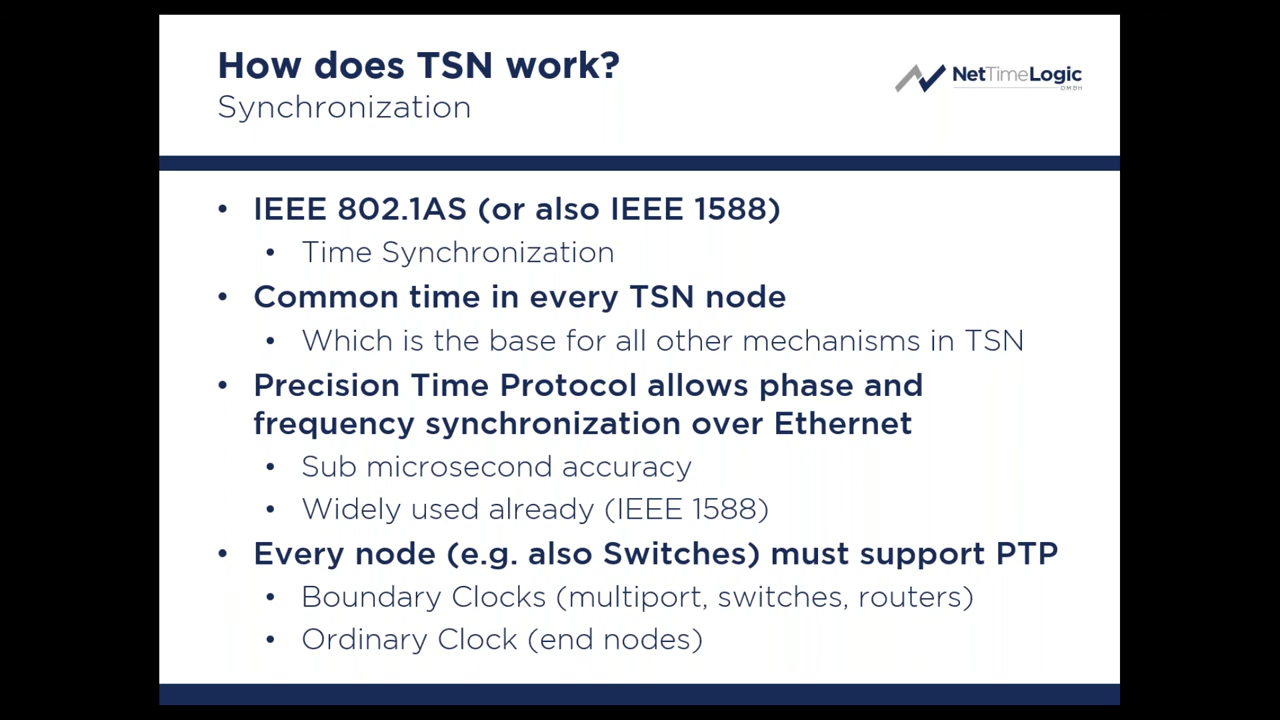 How does TSN work?
Synchronization
NetTimeLogic
GMBH
• IEEE 802.1AS (or also IEEE 1588)
• Time Synchronization
• Common time in every TSN node
• Which is the base for all other mechanisms in TSN
• Precision Time Protocol allows phase and
frequency synchronization over Ethernet
• Sub microsecond accuracy
• Widely used already (IEEE 1588)
• Every node (e.g. also Switches) must support PTP
• Boundary Clocks (multiport, switches, routers)
• Ordinary Clock (end nodes)